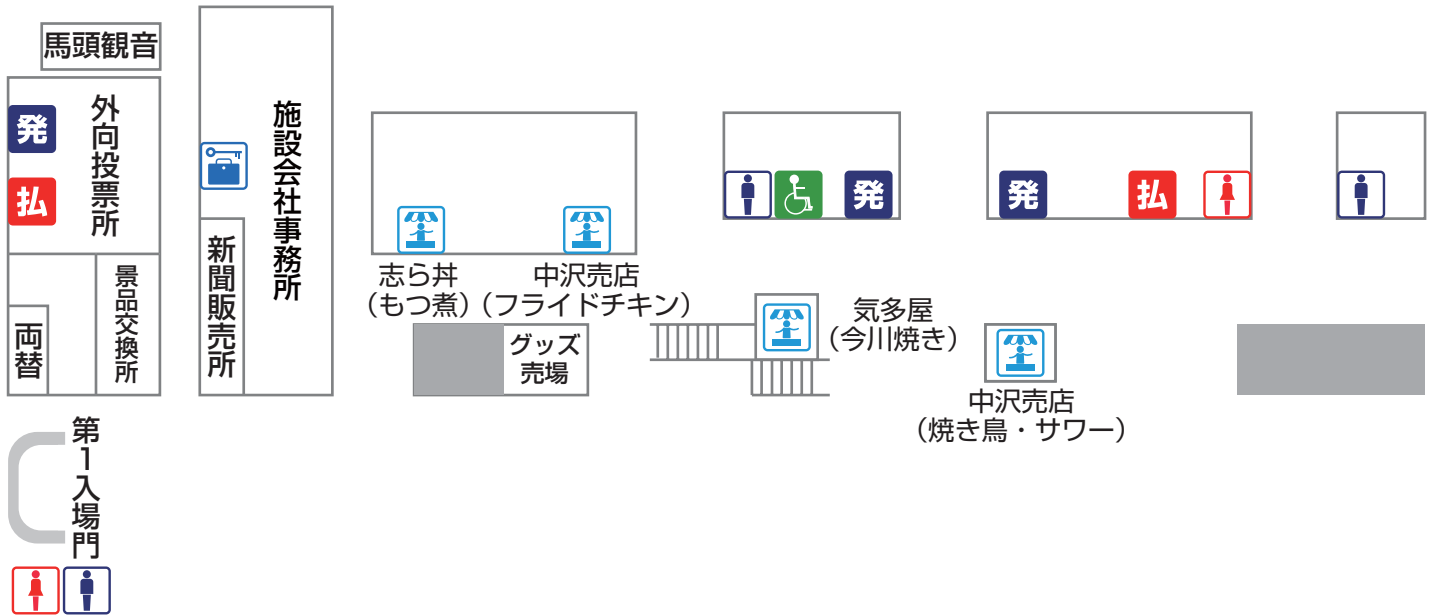 馬頭観音
外向投票所
発
払
景品交換所
両替
施設会社事務所
新聞販売所
志ら井
（もつ煮）
中沢売店
（フライドチキン）
グッズ
売場
発
気多屋
（今川焼き）
発
払
中沢売店
（焼き鳥・サワー）
第1入場門